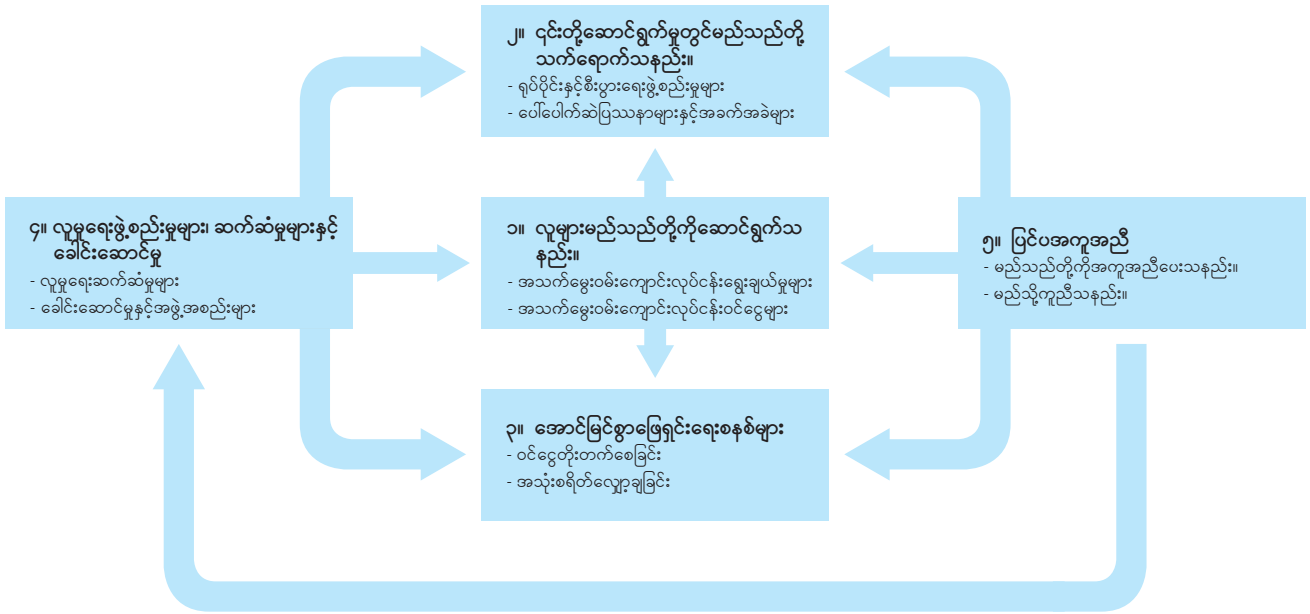 ၂။ ၎င်းတို့ဆောင်ရွက်မှုတွင်မည်သည်တို့
သက်ရောက်သနည်း။
- ရုပ်ပိုင်းနှင့်စီးပွားရေးဖွဲ့စည်းမှုများ
- ပေါ်ပေါက်ဆဲပြဿနာများနှင့်အခက်အခဲများ
၄။ လူမှုရေးဖွဲ့စည်းမှုများ၊ ဆက်ဆံမှုများနှင့်
ခေါင်းဆောင်မှု
- လူမှုရေးဆက်ဆံမှုများ
- ခေါင်းဆောင်မှုနှင့်အဖွဲ့အစည်းများ
၁။ လူများမည်သည်တို့ကိုဆောင်ရွက်သ
နည်း။
- အသက်မွေးဝမ်းကျောင်းလုပ်ငန်းရွေးချယ်မှုများ
- အသက်မွေးဝမ်းကျောင်းလုပ်ငန်းဝင်ငွေများ
၅။ ပြင်ပအကူအညီ
- မည်သည်တို့ကိုအကူအညီပေးသနည်း။
- မည်သို့ကူညီသနည်း။
၃။ အောင်မြင်စွာဖြေရှင်းရေးစနစ်များ
- ဝင်ငွေတိုးတက်စေခြင်း
- အသုံးစရိတ်လျှော့ချခြင်း